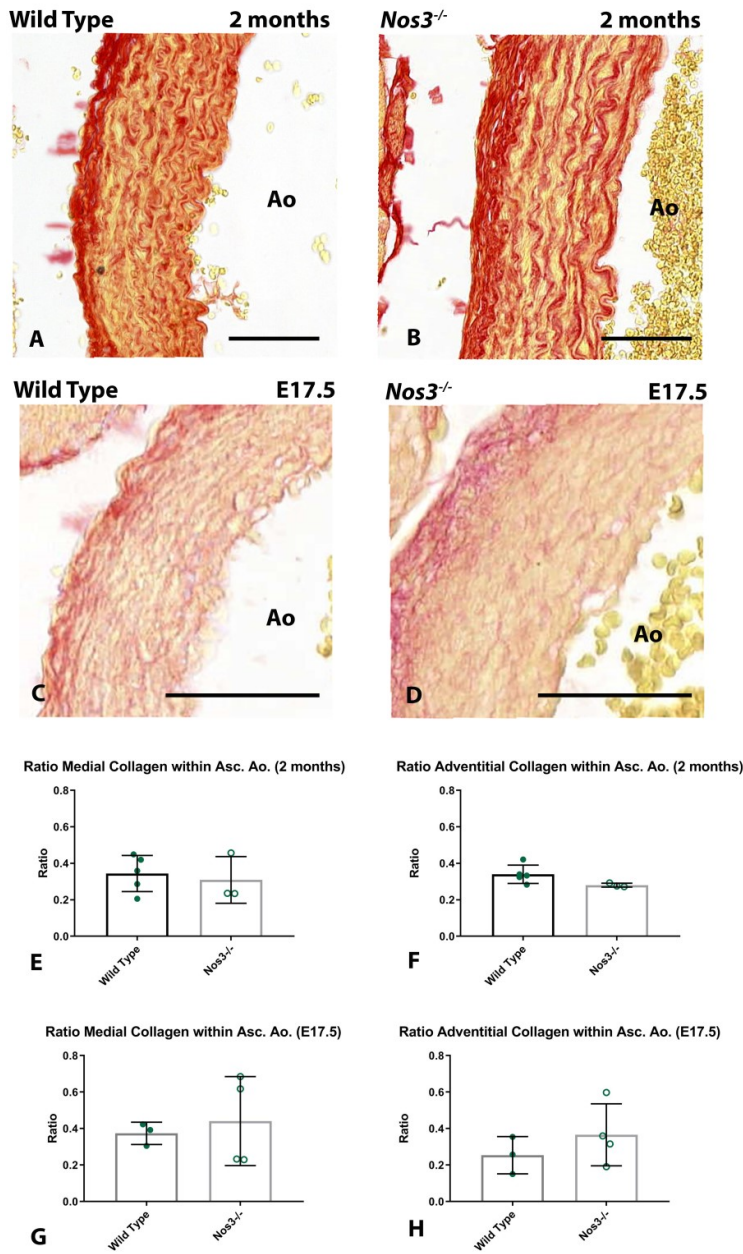 Wild Type 2 months
Nos3-/- 2 months
Ao
A
Ao
B
Wild Type E17.5
Nos3-/- E17.5
Ao
C
Ao
D
Ratio Medial Collagen within Asc. Ao. (2 months)
0.8
0.6
0.4
0.2
0.0
Ratio
Wild Type
Nos3-/-
E
Ratio Adventitial Collagen within Asc. Ao. (2 months)
0.8
0.6
0.4
0.2
0.0
Ratio
Wild Type
Nos3-/-
F
Ratio Medial Collagen within Asc. Ao. (E17.5)
0.8
0.6
0.4
0.2
0.0
Ratio
Wild Type
Nos3-/-
G
Ratio Adventitial Collagen within Asc. Ao. (E17.5)
0.8
0.6
0.4
0.2
0.0
Ratio
Wild Type
Nos3-/-
H